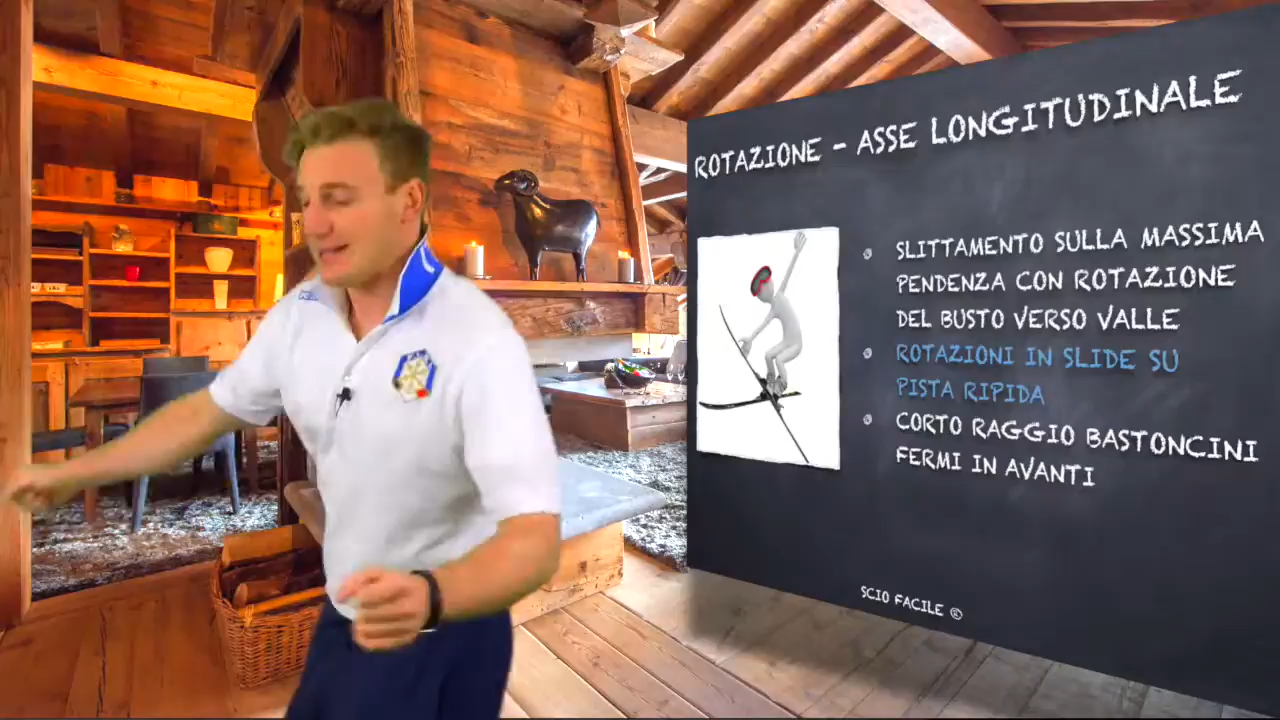 ROTAZIONE - ASSE LONGITUDINALE
SLITTAMENTO SULLA MASSIMA
PENDENZA CON ROTAZIONE
DEL BUSTO VERSO VALLE
ROTAZIONI IN SLIDE SU
PISTA RIPIDA
CORTO RAGGIO BASTONCINI
FERMI IN AVANTI
SCIO FACILE ®